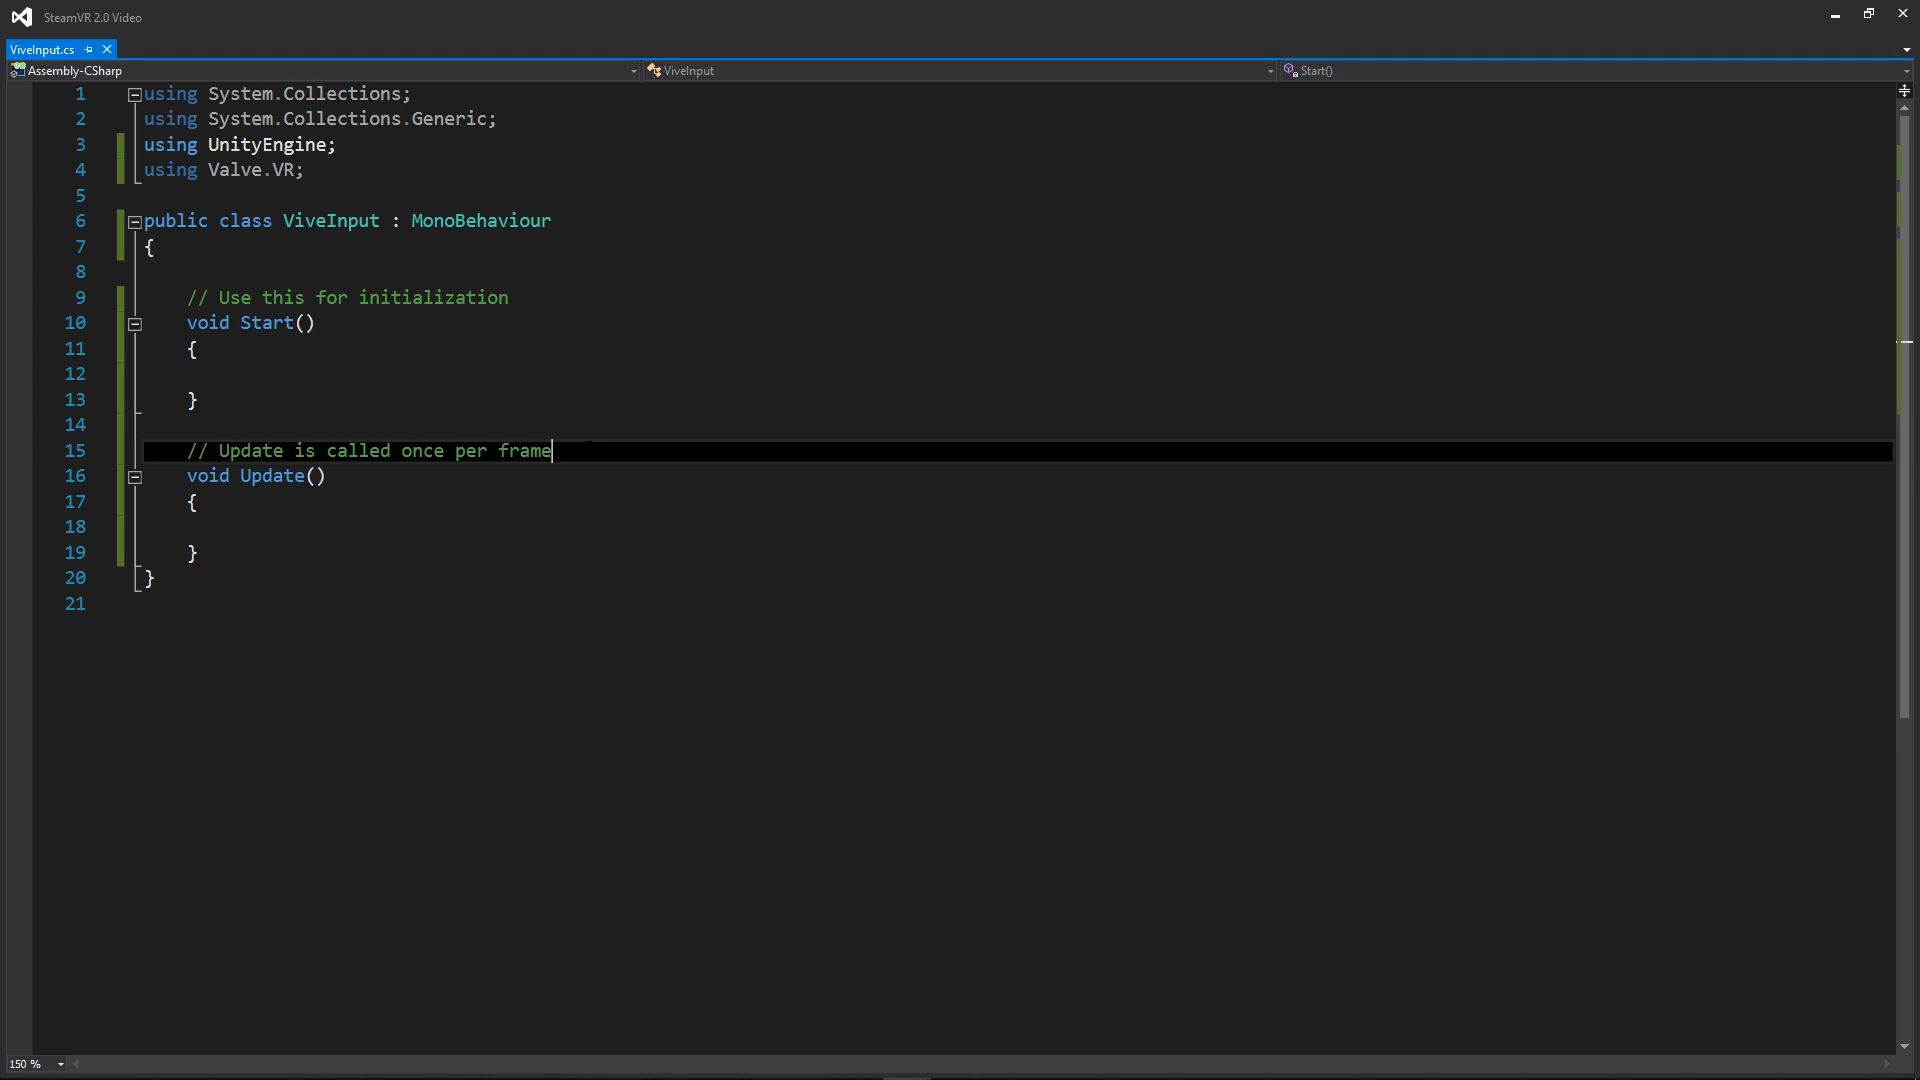 SteamVR 2.0 Video
ViveInput.cs
Assembly-CSharp ViveInput Start()
1 using System.Collections;
2 using System.Collections.Generic;
3 using UnityEngine;
4 using Valve.VR;
5
6 public class ViveInput : MonoBehaviour
7 {
8
9 // Use this for initialization
10 void Start()
11 {
12
13 }
14
15 // Update is called once per frame
16 void Update()
17 {
18
19 }
20 }
21
150 %